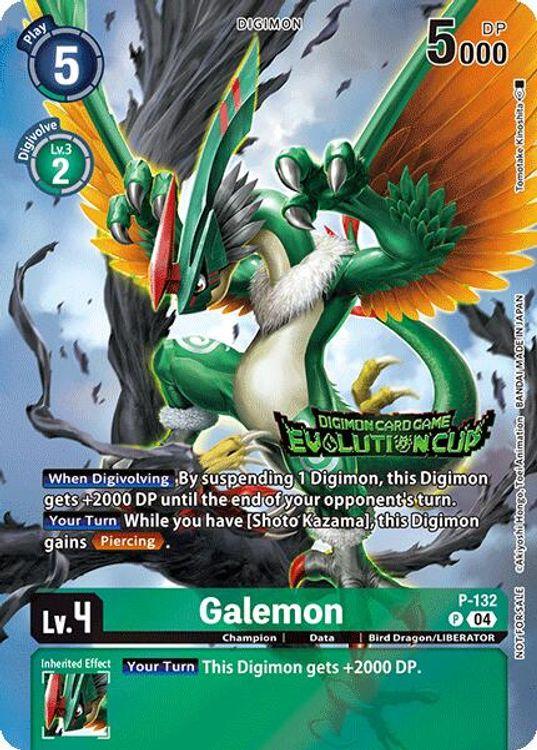 DIGIMON
Play
5
DP
5000
Digivolve
Lv.3
2
Tomotake Kinoshita
DIGIMON CARD GAME
EVOLUTION CUP
When Digivolving By suspending 1 Digimon, this Digimon
gets +2000 DP until the end of your opponent's turn.
Your Turn While you have [Shoto Kazama], this Digimon
gains Piercing.
©Akiyoshi Hongo, Toei Animation BANDAI, MADE IN JAPAN
NOT FOR SALE
Lv.4
Galemon
P-132
P 04
Champion | Data | Bird Dragon/LIBERATOR
Inherited Effect
Your Turn This Digimon gets +2000 DP.